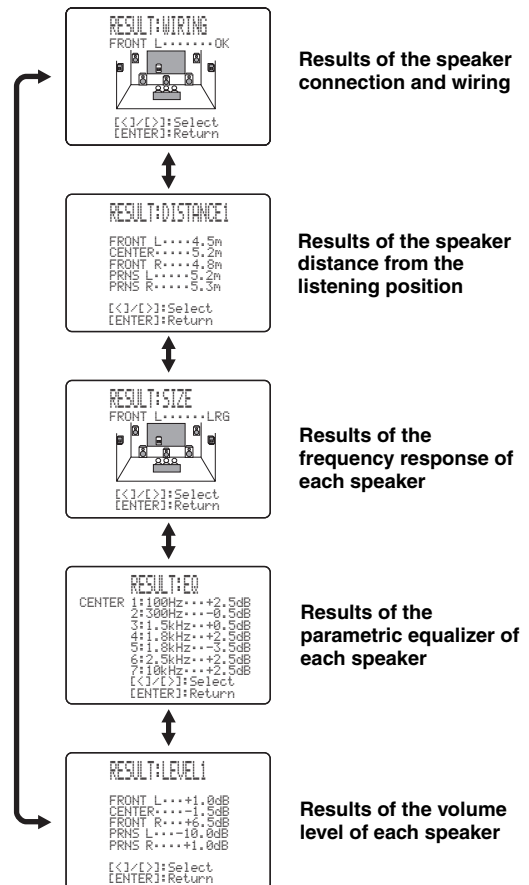 RESULT:WIRING
FRONT L·······OK
[<]/[>]:Select
[ENTER]:Return
Results of the speaker
connection and wiring
RESULT:DISTANCE1
FRONT L····4.5m
CENTER·····5.2m
FRONT R····4.8m
PRNS L·····5.2m
PRNS R·····5.3m
[<]/[>]:Select
[ENTER]:Return
Results of the speaker
distance from the
listening position
RESULT:SIZE
FRONT L······LRG
[<]/[>]:Select
[ENTER]:Return
Results of the
frequency response of
each speaker
RESULT:EQ
CENTER 1:100Hz···+2.5dB
2:300Hz···-0.5dB
3:1.5kHz··+0.5dB
4:1.8kHz··+2.5dB
5:1.8kHz··-3.5dB
6:2.5kHz··+2.5dB
7:10kHz···+2.5dB
[<]/[>]:Select
[ENTER]:Return
Results of the
parametric equalizer of
each speaker
RESULT:LEVEL1
FRONT L···+1.0dB
CENTER····-1.5dB
FRONT R···+6.5dB
PRNS L···-10.0dB
PRNS R····+1.0dB
[<]/[>]:Select
[ENTER]:Return
Results of the volume
level of each speaker